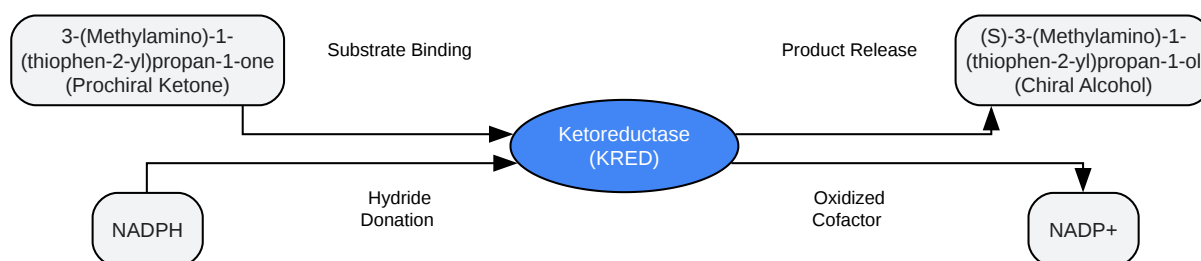 3-(Methylamino)-1-
(thiophen-2-yl)propan-1-one
(Prochiral Ketone)
Substrate Binding
Product Release
(S)-3-(Methylamino)-1-
(thiophen-2-yl)propan-1-ol
(Chiral Alcohol)
Ketoreductase
(KRED)
NADPH
Hydride
Donation
Oxidized
Cofactor
NADP+